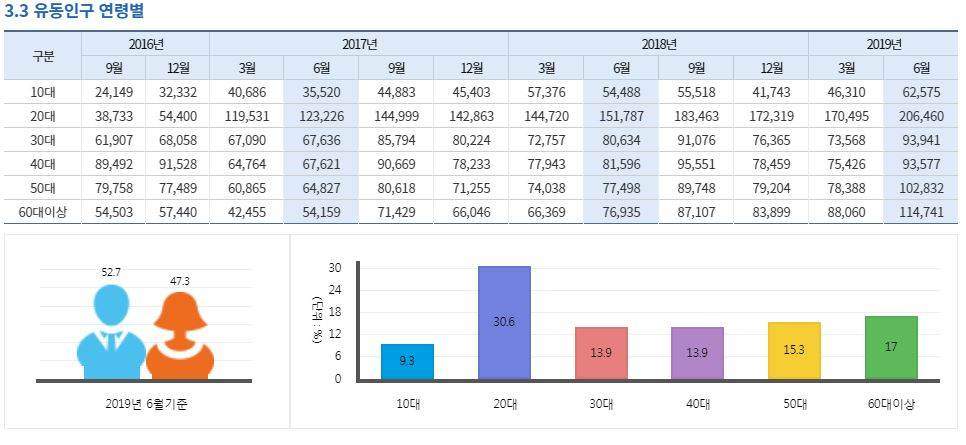 3.3 유동인구 연령별
구분 2016년 2017년 2018년 2019년
9월 12월 3월 6월 9월 12월 3월 6월 9월 12월 3월 6월
10대 24,149 32,332 40,686 35,520 44,883 45,403 57,376 54,488 55,518 41,743 46,310 62,575
20대 38,733 54,400 119,531 123,226 144,999 142,863 144,720 151,787 183,463 172,319 170,495 206,460
30대 61,907 68,058 67,090 67,636 85,794 80,224 72,757 80,634 91,076 76,365 73,568 93,941
40대 89,492 91,528 64,764 67,621 90,669 78,233 77,943 81,596 95,551 78,459 75,426 93,577
50대 79,758 77,489 60,865 64,827 80,618 71,255 74,038 77,498 89,748 79,204 78,388 102,832
60대이상 54,503 57,440 42,455 54,159 71,429 66,046 66,369 76,935 87,107 83,899 88,060 114,741
52.7
47.3
2019년 6월기준
(단위 : %)
30
24
18
12
6
0
9.3 30.6 13.9 13.9 15.3 17
10대 20대 30대 40대 50대 60대이상